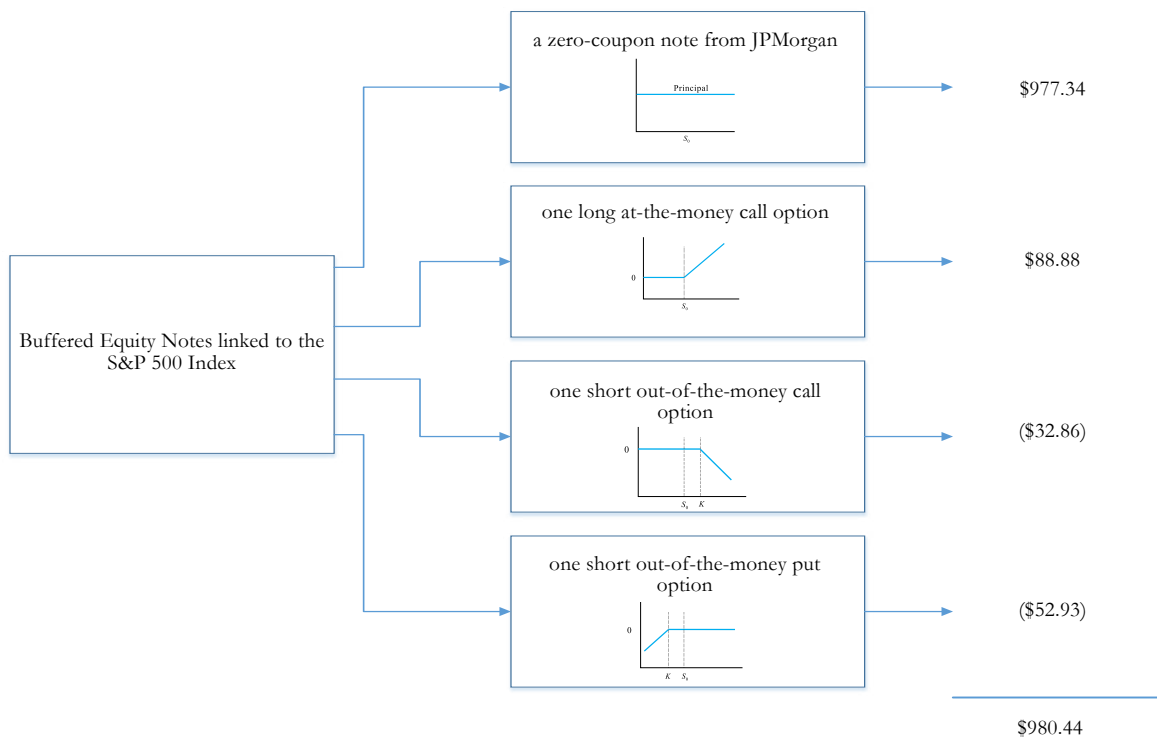 a zero-coupon note from JPMorgan
Principal
S0
$977.34
one long at-the-money call option
0
S0
$88.88
Buffered Equity Notes linked to the
S&P 500 Index
one short out-of-the-money call
option
0
S0 K
($32.86)
one short out-of-the-money put
option
0
K S0
($52.93)
$980.44